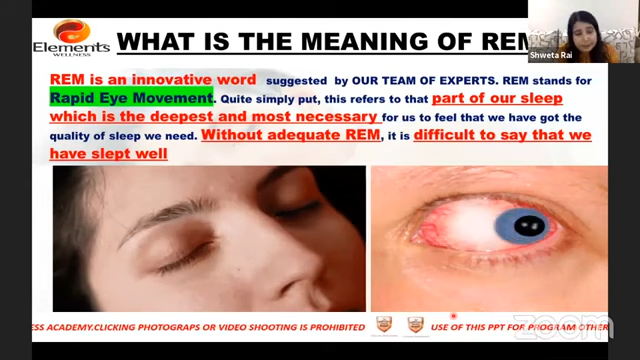 Elements
WELLNESS
WHAT IS THE MEANING OF REM
Shweta Rai
REM is an innovative word suggested by OUR TEAM OF EXPERTS. REM stands for
Rapid Eye Movement. Quite simply put, this refers to that part of our sleep
which is the deepest and most necessary for us to feel that we have got the
quality of sleep we need. Without adequate REM, it is difficult to say that we
have slept well
ESS ACADEMY.CLICKING PHOTOGRAPS OR VIDEO SHOOTING IS PROHIBITED
USE OF THIS PPT FOR PROGRAM OTHER
zoom